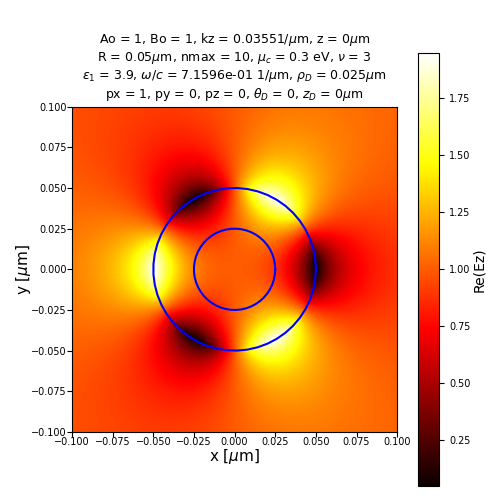 Ao = 1, Bo = 1, kz = 0.03551/μm, z = 0μm
R = 0.05μm, nmax = 10, μc = 0.3 eV, ν = 3
ε1 = 3.9, ω/c = 7.1596e-01 1/μm, ρD = 0.025μm
px = 1, py = 0, pz = 0, θD = 0, zD = 0μm
0.100
0.075
0.050
0.025
0.000
−0.025
−0.050
−0.075
−0.100
y [μm]
−0.100 −0.075 −0.050 −0.025 0.000 0.025 0.050 0.075 0.100
x [μm]
1.75
1.50
1.25
1.00
0.75
0.50
0.25
Re(Ez)